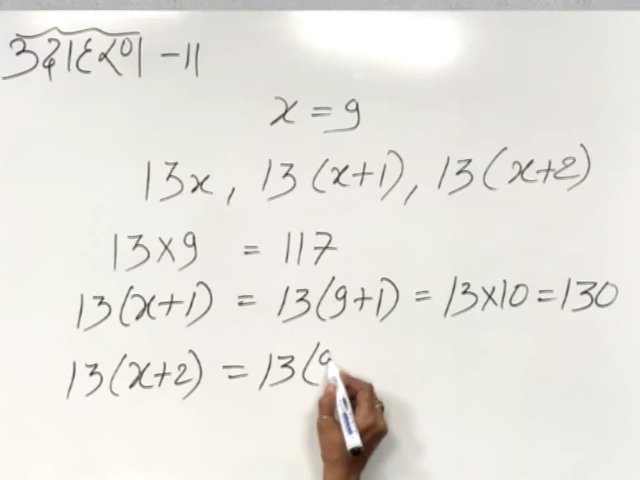 उदाहरण - 11
x = 9
13x, 13(x+1), 13(x+2)
13×9 = 117
13(x+1) = 13(9+1) = 13×10 = 130
13(x+2) = 13(9